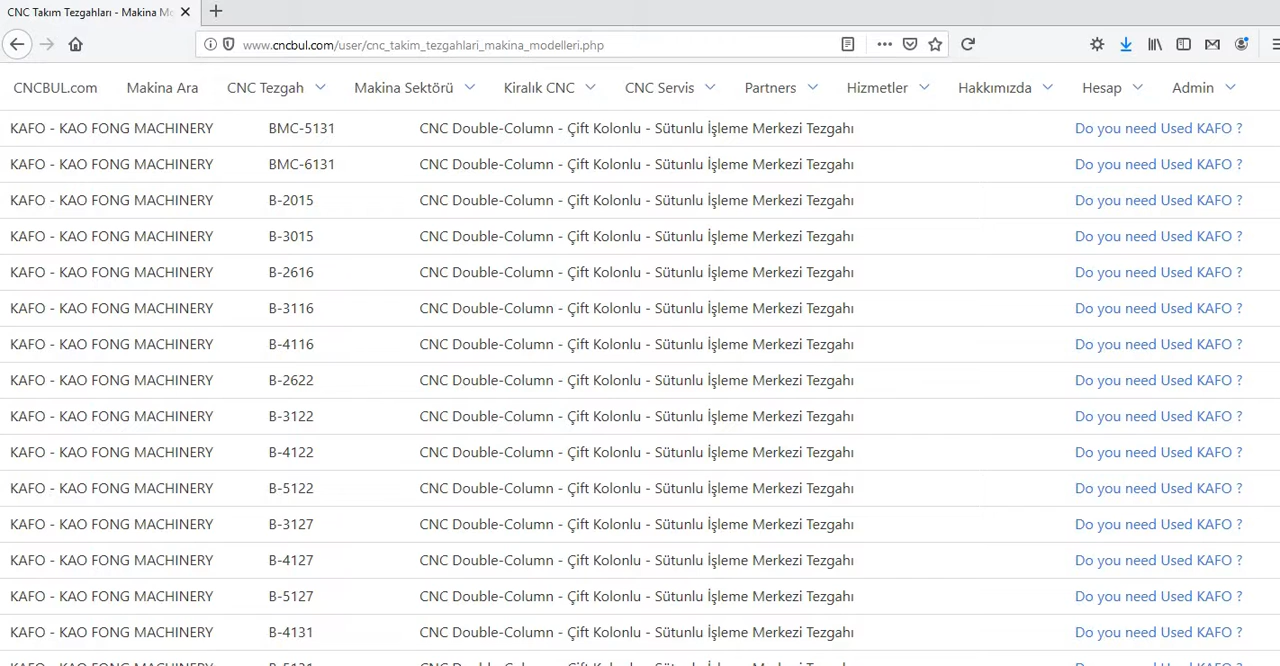 CNC Takım Tezgahları - Makina Mo
www.cncbul.com/user/cnc_takim_tezgahlari_makina_modelleri.php
CNCBUL.com Makina Ara CNC Tezgah Makina Sektörü Kiralık CNC CNC Servis Partners Hizmetler Hakkımızda Hesap Admin
KAFO - KAO FONG MACHINERY BMC-5131 CNC Double-Column - Çift Kolonlu - Sütunlu İşleme Merkezi Tezgahı Do you need Used KAFO ?
KAFO - KAO FONG MACHINERY BMC-6131 CNC Double-Column - Çift Kolonlu - Sütunlu İşleme Merkezi Tezgahı Do you need Used KAFO ?
KAFO - KAO FONG MACHINERY B-2015 CNC Double-Column - Çift Kolonlu - Sütunlu İşleme Merkezi Tezgahı Do you need Used KAFO ?
KAFO - KAO FONG MACHINERY B-3015 CNC Double-Column - Çift Kolonlu - Sütunlu İşleme Merkezi Tezgahı Do you need Used KAFO ?
KAFO - KAO FONG MACHINERY B-2616 CNC Double-Column - Çift Kolonlu - Sütunlu İşleme Merkezi Tezgahı Do you need Used KAFO ?
KAFO - KAO FONG MACHINERY B-3116 CNC Double-Column - Çift Kolonlu - Sütunlu İşleme Merkezi Tezgahı Do you need Used KAFO ?
KAFO - KAO FONG MACHINERY B-4116 CNC Double-Column - Çift Kolonlu - Sütunlu İşleme Merkezi Tezgahı Do you need Used KAFO ?
KAFO - KAO FONG MACHINERY B-2622 CNC Double-Column - Çift Kolonlu - Sütunlu İşleme Merkezi Tezgahı Do you need Used KAFO ?
KAFO - KAO FONG MACHINERY B-3122 CNC Double-Column - Çift Kolonlu - Sütunlu İşleme Merkezi Tezgahı Do you need Used KAFO ?
KAFO - KAO FONG MACHINERY B-4122 CNC Double-Column - Çift Kolonlu - Sütunlu İşleme Merkezi Tezgahı Do you need Used KAFO ?
KAFO - KAO FONG MACHINERY B-5122 CNC Double-Column - Çift Kolonlu - Sütunlu İşleme Merkezi Tezgahı Do you need Used KAFO ?
KAFO - KAO FONG MACHINERY B-3127 CNC Double-Column - Çift Kolonlu - Sütunlu İşleme Merkezi Tezgahı Do you need Used KAFO ?
KAFO - KAO FONG MACHINERY B-4127 CNC Double-Column - Çift Kolonlu - Sütunlu İşleme Merkezi Tezgahı Do you need Used KAFO ?
KAFO - KAO FONG MACHINERY B-5127 CNC Double-Column - Çift Kolonlu - Sütunlu İşleme Merkezi Tezgahı Do you need Used KAFO ?
KAFO - KAO FONG MACHINERY B-4131 CNC Double-Column - Çift Kolonlu - Sütunlu İşleme Merkezi Tezgahı Do you need Used KAFO ?